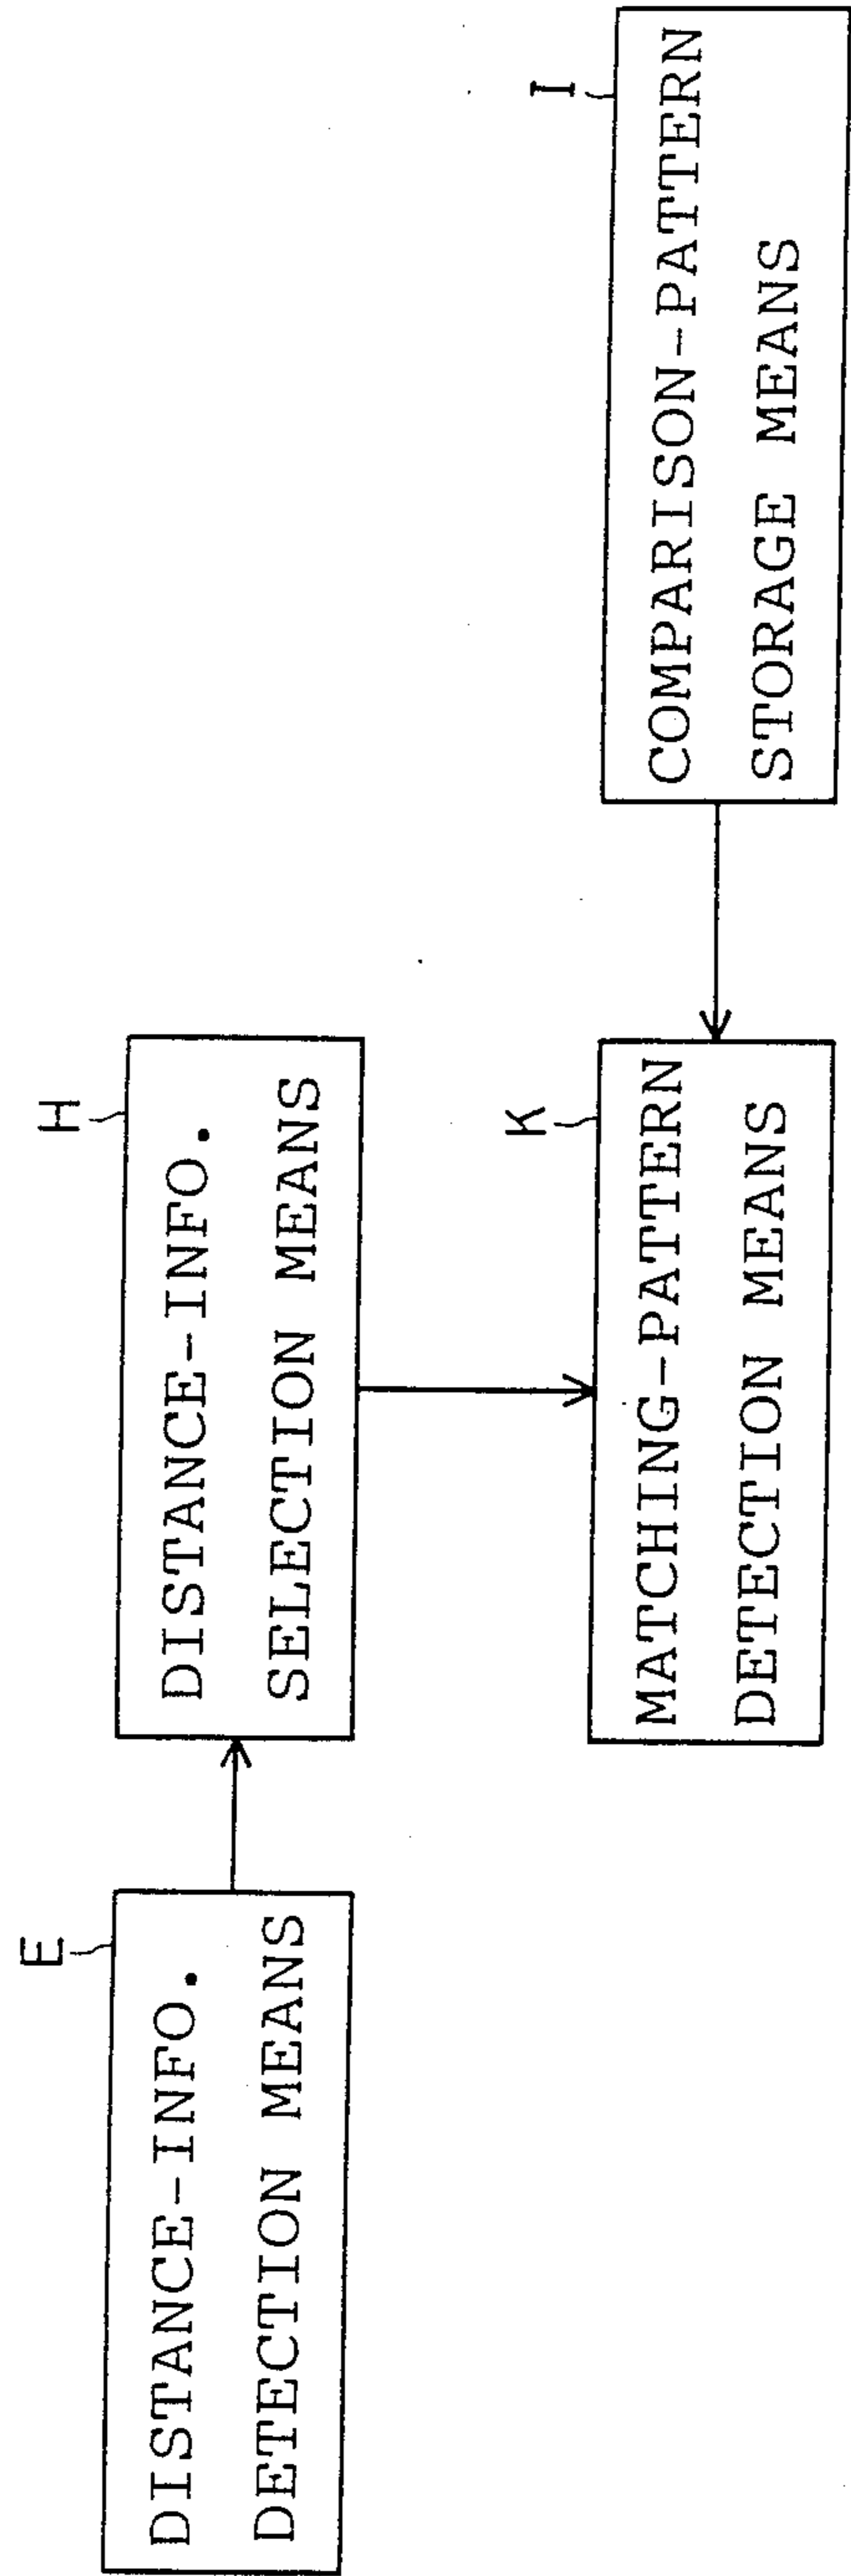 E
DISTANCE-INFO.
DETECTION MEANS
H
DISTANCE-INFO.
SELECTION MEANS
K
MATCHING-PATTERN
DETECTION MEANS
I
COMPARISON-PATTERN
STORAGE MEANS